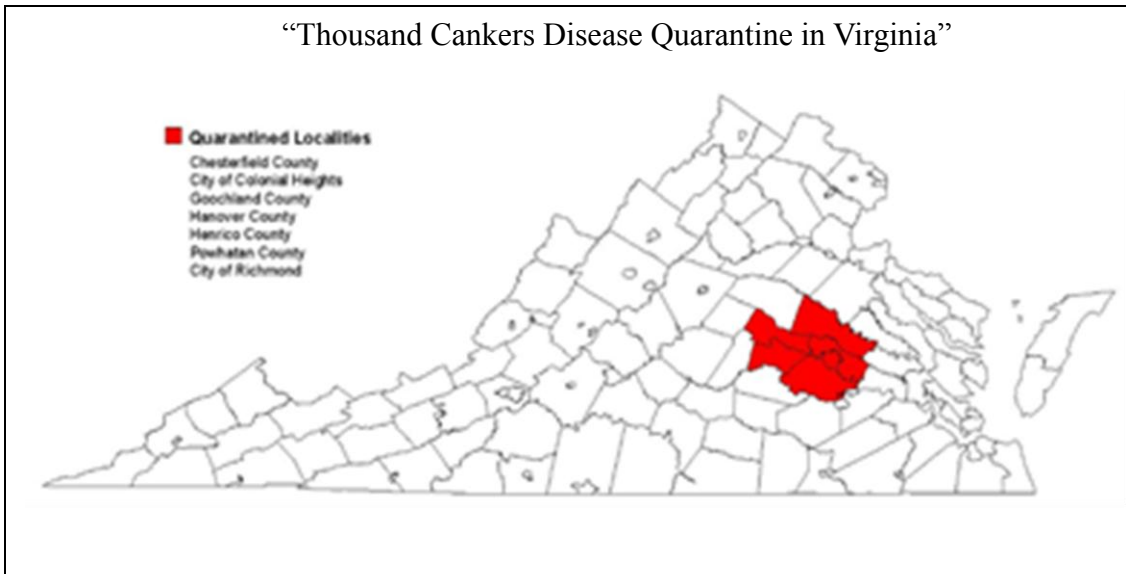 “Thousand Cankers Disease Quarantine in Virginia”
Quarantined Localities
Chesterfield County
City of Colonial Heights
Goochland County
Hanover County
Henrico County
Powhatan County
City of Richmond